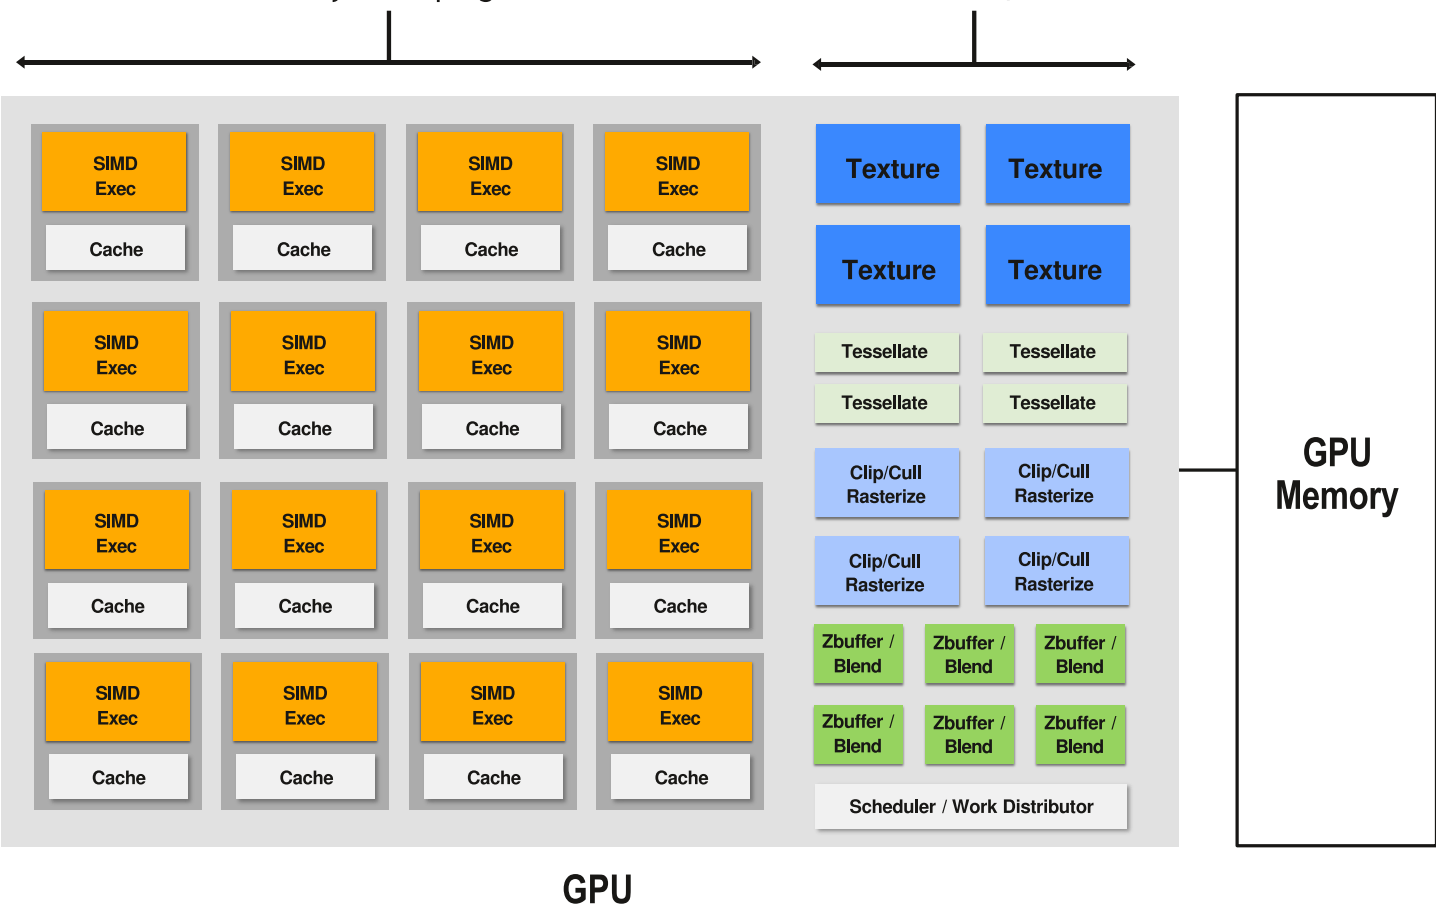 SIMD SIMD SIMD SIMD
Exec Exec Exec Exec
Cache Cache Cache Cache
SIMD SIMD SIMD SIMD
Exec Exec Exec Exec
Cache Cache Cache Cache
SIMD SIMD SIMD SIMD
Exec Exec Exec Exec
Cache Cache Cache Cache
SIMD SIMD SIMD SIMD
Exec Exec Exec Exec
Cache Cache Cache Cache
Texture Texture
Texture Texture
Tessellate Tessellate
Tessellate Tessellate
Clip/Cull Clip/Cull
Rasterize Rasterize
Clip/Cull Clip/Cull
Rasterize Rasterize
Zbuffer / Zbuffer / Zbuffer /
Blend Blend Blend
Zbuffer / Zbuffer / Zbuffer /
Blend Blend Blend
Scheduler / Work Distributor
GPU
Memory
GPU